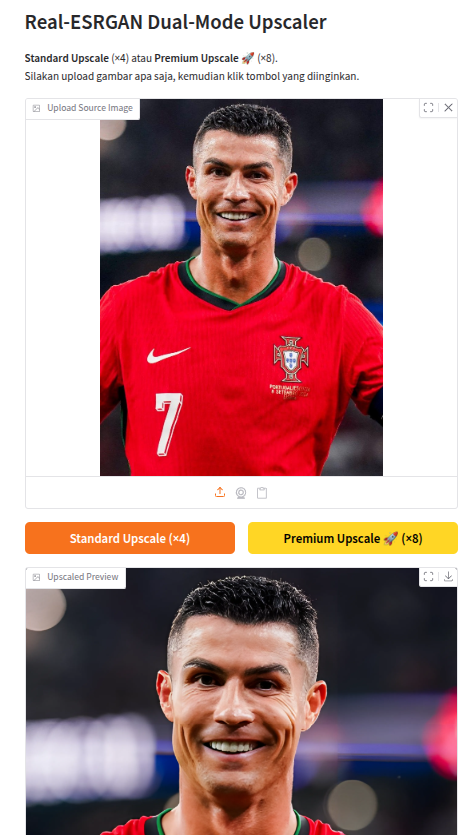 Real-ESRGAN Dual-Mode Upscaler
Standard Upscale (×4) atau Premium Upscale 🚀 (×8).
Silakan upload gambar apa saja, kemudian klik tombol yang diinginkan.
Upload Source Image
7
Standard Upscale (×4)
Premium Upscale 🚀 (×8)
Upscaled Preview